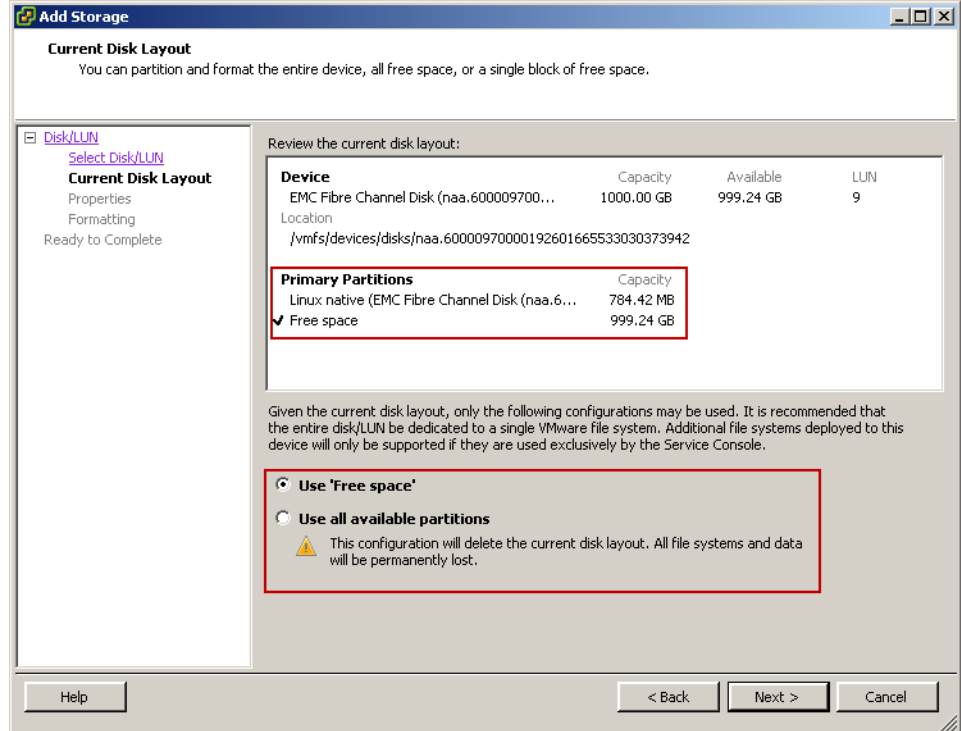 Add Storage
Current Disk Layout
You can partition and format the entire device, all free space, or a single block of free space.
Disk/LUN
Select Disk/LUN
Current Disk Layout
Properties
Formatting
Ready to Complete
Review the current disk layout:
Device Capacity Available LUN
EMC Fibre Channel Disk (naa.600009700... 1000.00 GB 999.24 GB 9
Location
/vmfs/devices/disks/naa.60000970000192601665533030373942
Primary Partitions Capacity
Linux native (EMC Fibre Channel Disk (naa.6... 784.42 MB
Free space 999.24 GB
Given the current disk layout, only the following configurations may be used. It is recommended that
the entire disk/LUN be dedicated to a single VMware file system. Additional file systems deployed to this
device will only be supported if they are used exclusively by the Service Console.
Use 'Free space'
Use all available partitions
This configuration will delete the current disk layout. All file systems and data
will be permanently lost.
Help
< Back
Next >
Cancel